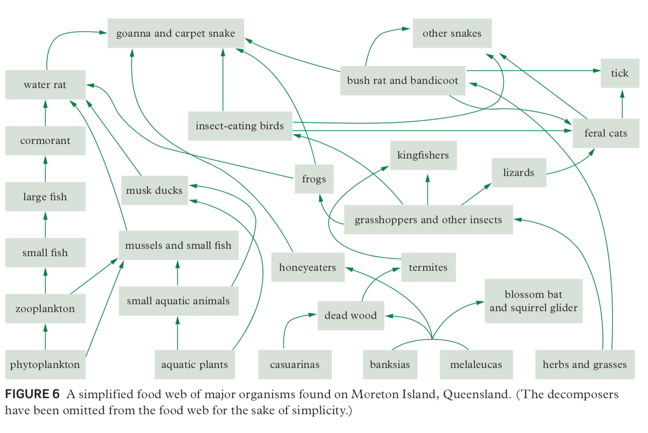 goanna and carpet snake
other snakes
water rat
bush rat and bandicoot
tick
insect-eating birds
feral cats
cormorant
kingfishers
lizards
frogs
musk ducks
large fish
grasshoppers and other insects
mussels and small fish
small fish
honeyeaters
termites
blossom bat
and squirrel glider
small aquatic animals
zooplankton
dead wood
phytoplankton
aquatic plants
casuarinas
banksias
melaleucas
herbs and grasses
FIGURE 6 A simplified food web of major organisms found on Moreton Island, Queensland. (The decomposers
have been omitted from the food web for the sake of simplicity.)